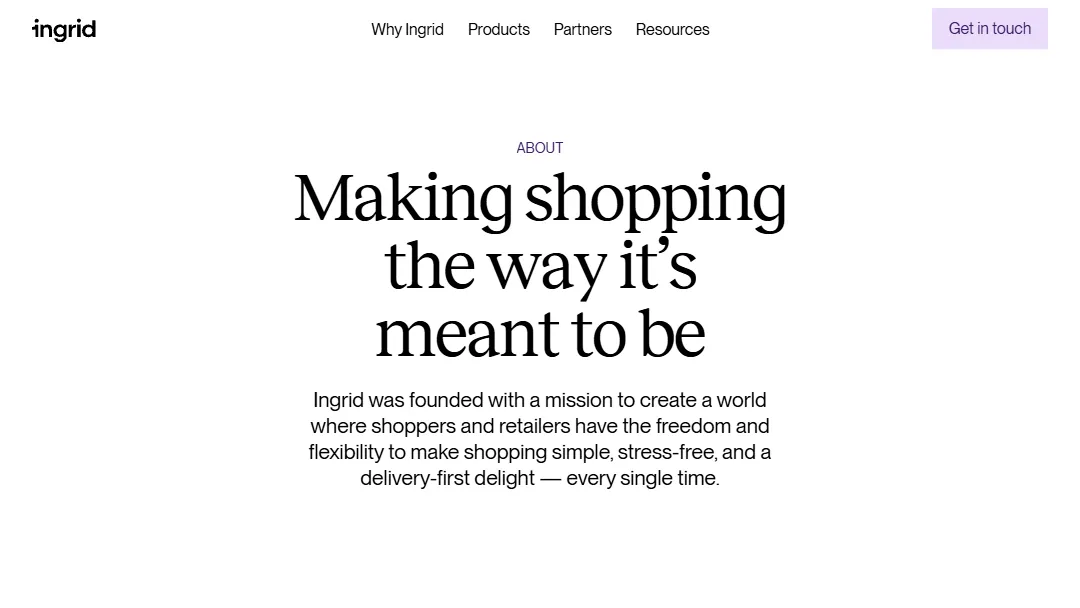 ingrid
Why Ingrid
Products
Partners
Resources
Get in touch
ABOUT
Making shopping
the way it’s
meant to be
Ingrid was founded with a mission to create a world
where shoppers and retailers have the freedom and
flexibility to make shopping simple, stress-free, and a
delivery-first delight — every single time.